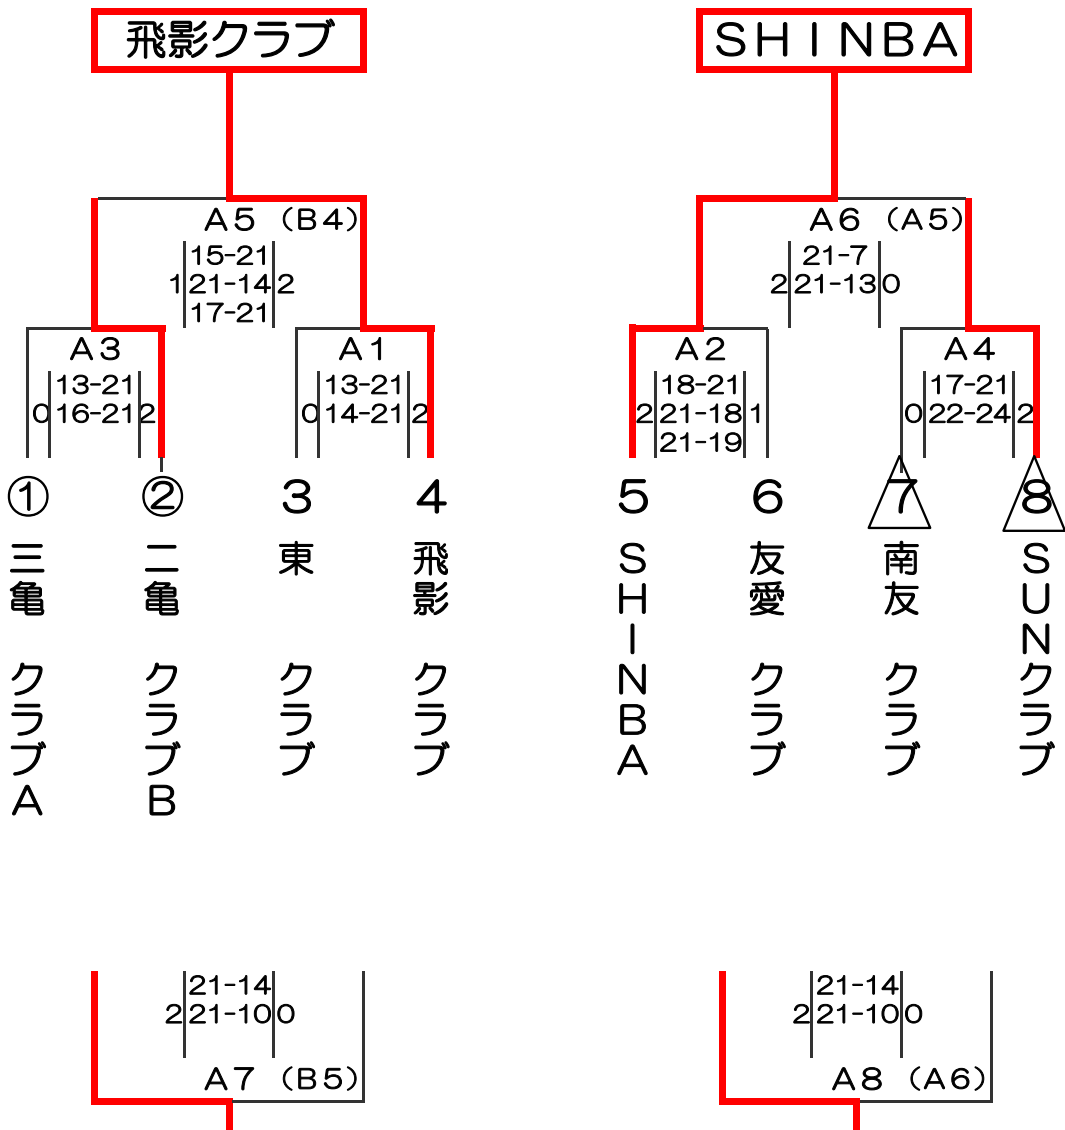 飛影クラブ
ＳＨＩＮＢＡ
Ａ５（Ｂ４）
15-21
1 21-14 2
17-21
Ａ６（Ａ５）
21-7
2 21-13 0
Ａ３
13-21
0 16-21 2
Ａ１
13-21
0 14-21 2
Ａ２
18-21
2 21-18 1
21-19
Ａ４
17-21
0 22-24 2
①
三亀クラブＡ
②
二亀クラブＢ
３
東クラブ
４
飛影クラブ
５
ＳＨＩＮＢＡ
６
友愛クラブ
７
南友クラブ
８
ＳＵＮクラブ
21-14
2 21-10 0
Ａ７（Ｂ５）
21-14
2 21-10 0
Ａ８（Ａ６）